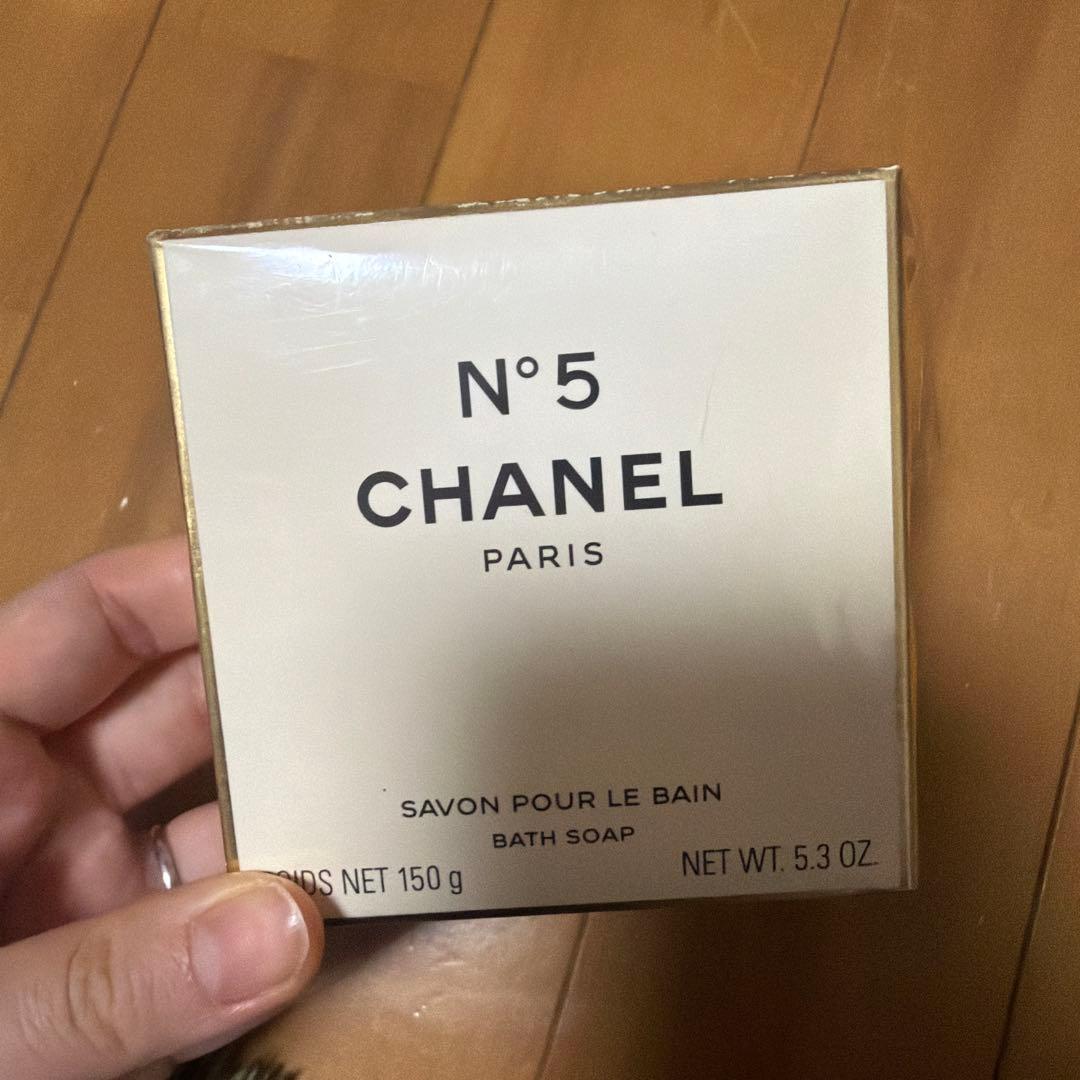 N° 5
CHANEL
PARIS
SAVON POUR LE BAIN
BATH SOAP
NET 150 g
NET WT. 5.3 OZ.